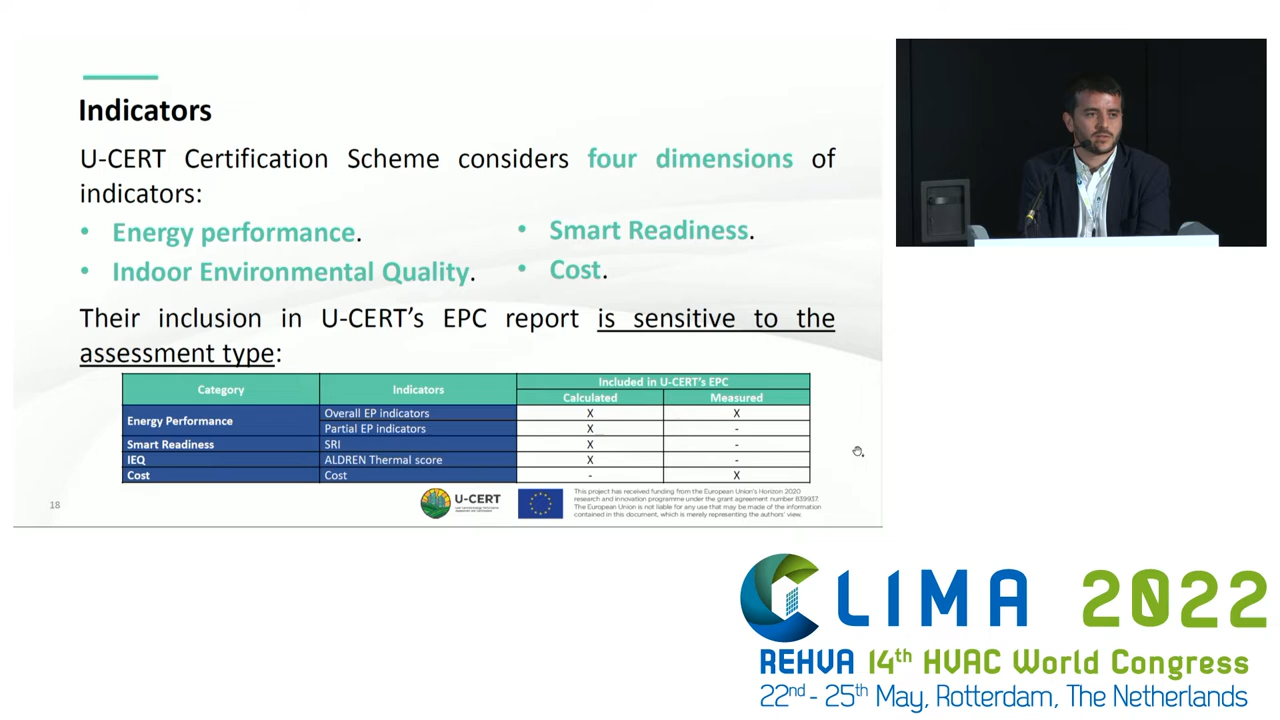 Indicators
U-CERT Certification Scheme considers four dimensions of
indicators:
• Energy performance.
• Smart Readiness.
• Indoor Environmental Quality.
• Cost.
Their inclusion in U-CERT's EPC report is sensitive to the
assessment type:
Category Indicators Included in U-CERT's EPC
Calculated Measured
Energy Performance Overall EP indicators X X
Partial EP indicators X -
Smart Readiness SRI X -
IEQ ALDREN Thermal score X -
Cost Cost - X
18
U-CERT
This project has received funding from the European Union's Horizon 2020
research and innovation programme under the grant agreement number 839937.
The European Union is not liable for any use that may be made of the information
contained in this document, which is merely representing the authors' view.
CLIMA 2022
REHVA 14th HVAC World Congress
22nd - 25th May, Rotterdam, The Netherlands